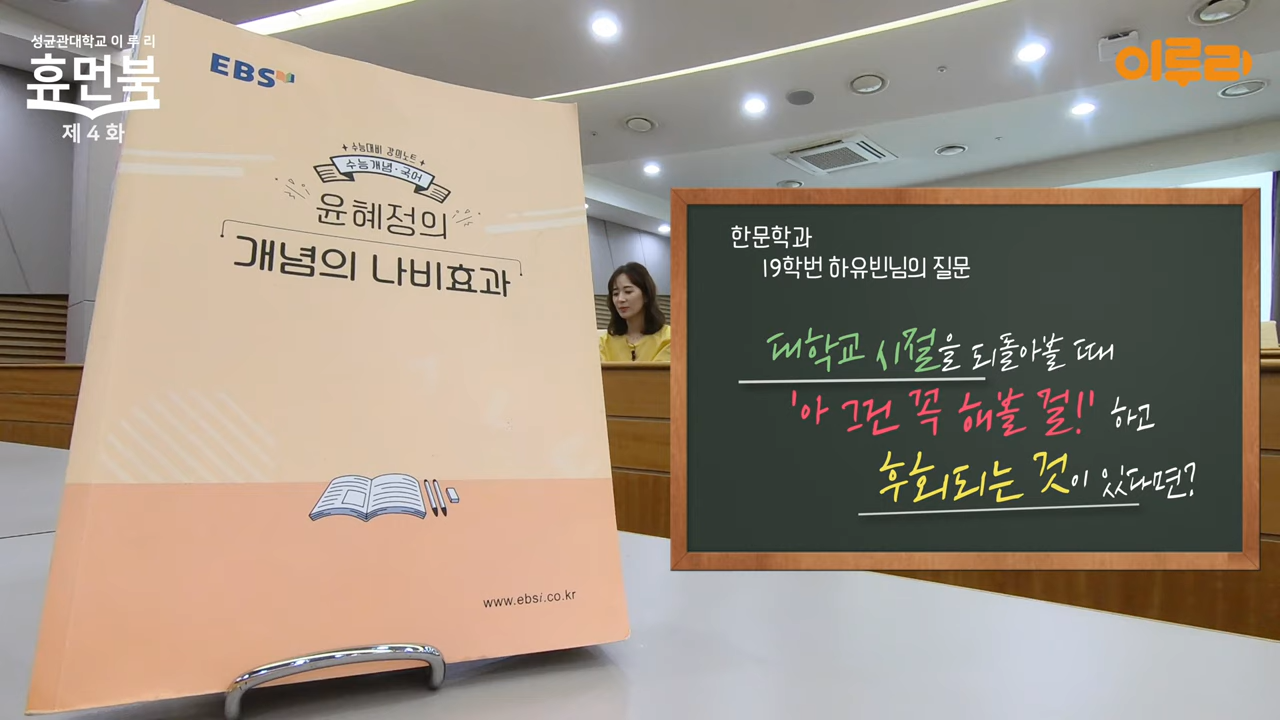 성균관대학교 이루리
휴먼북
제4화
이루리
EBS
수능대비 강의노트
수능개념·국어
윤혜정의
개념의 나비효과
www.ebsi.co.kr
한문학과
19학번 하유빈님의 질문
대학교 시절을 되돌아볼 때
'아 그건 꼭 해볼 걸!' 하고
후회되는 것이 있다면?